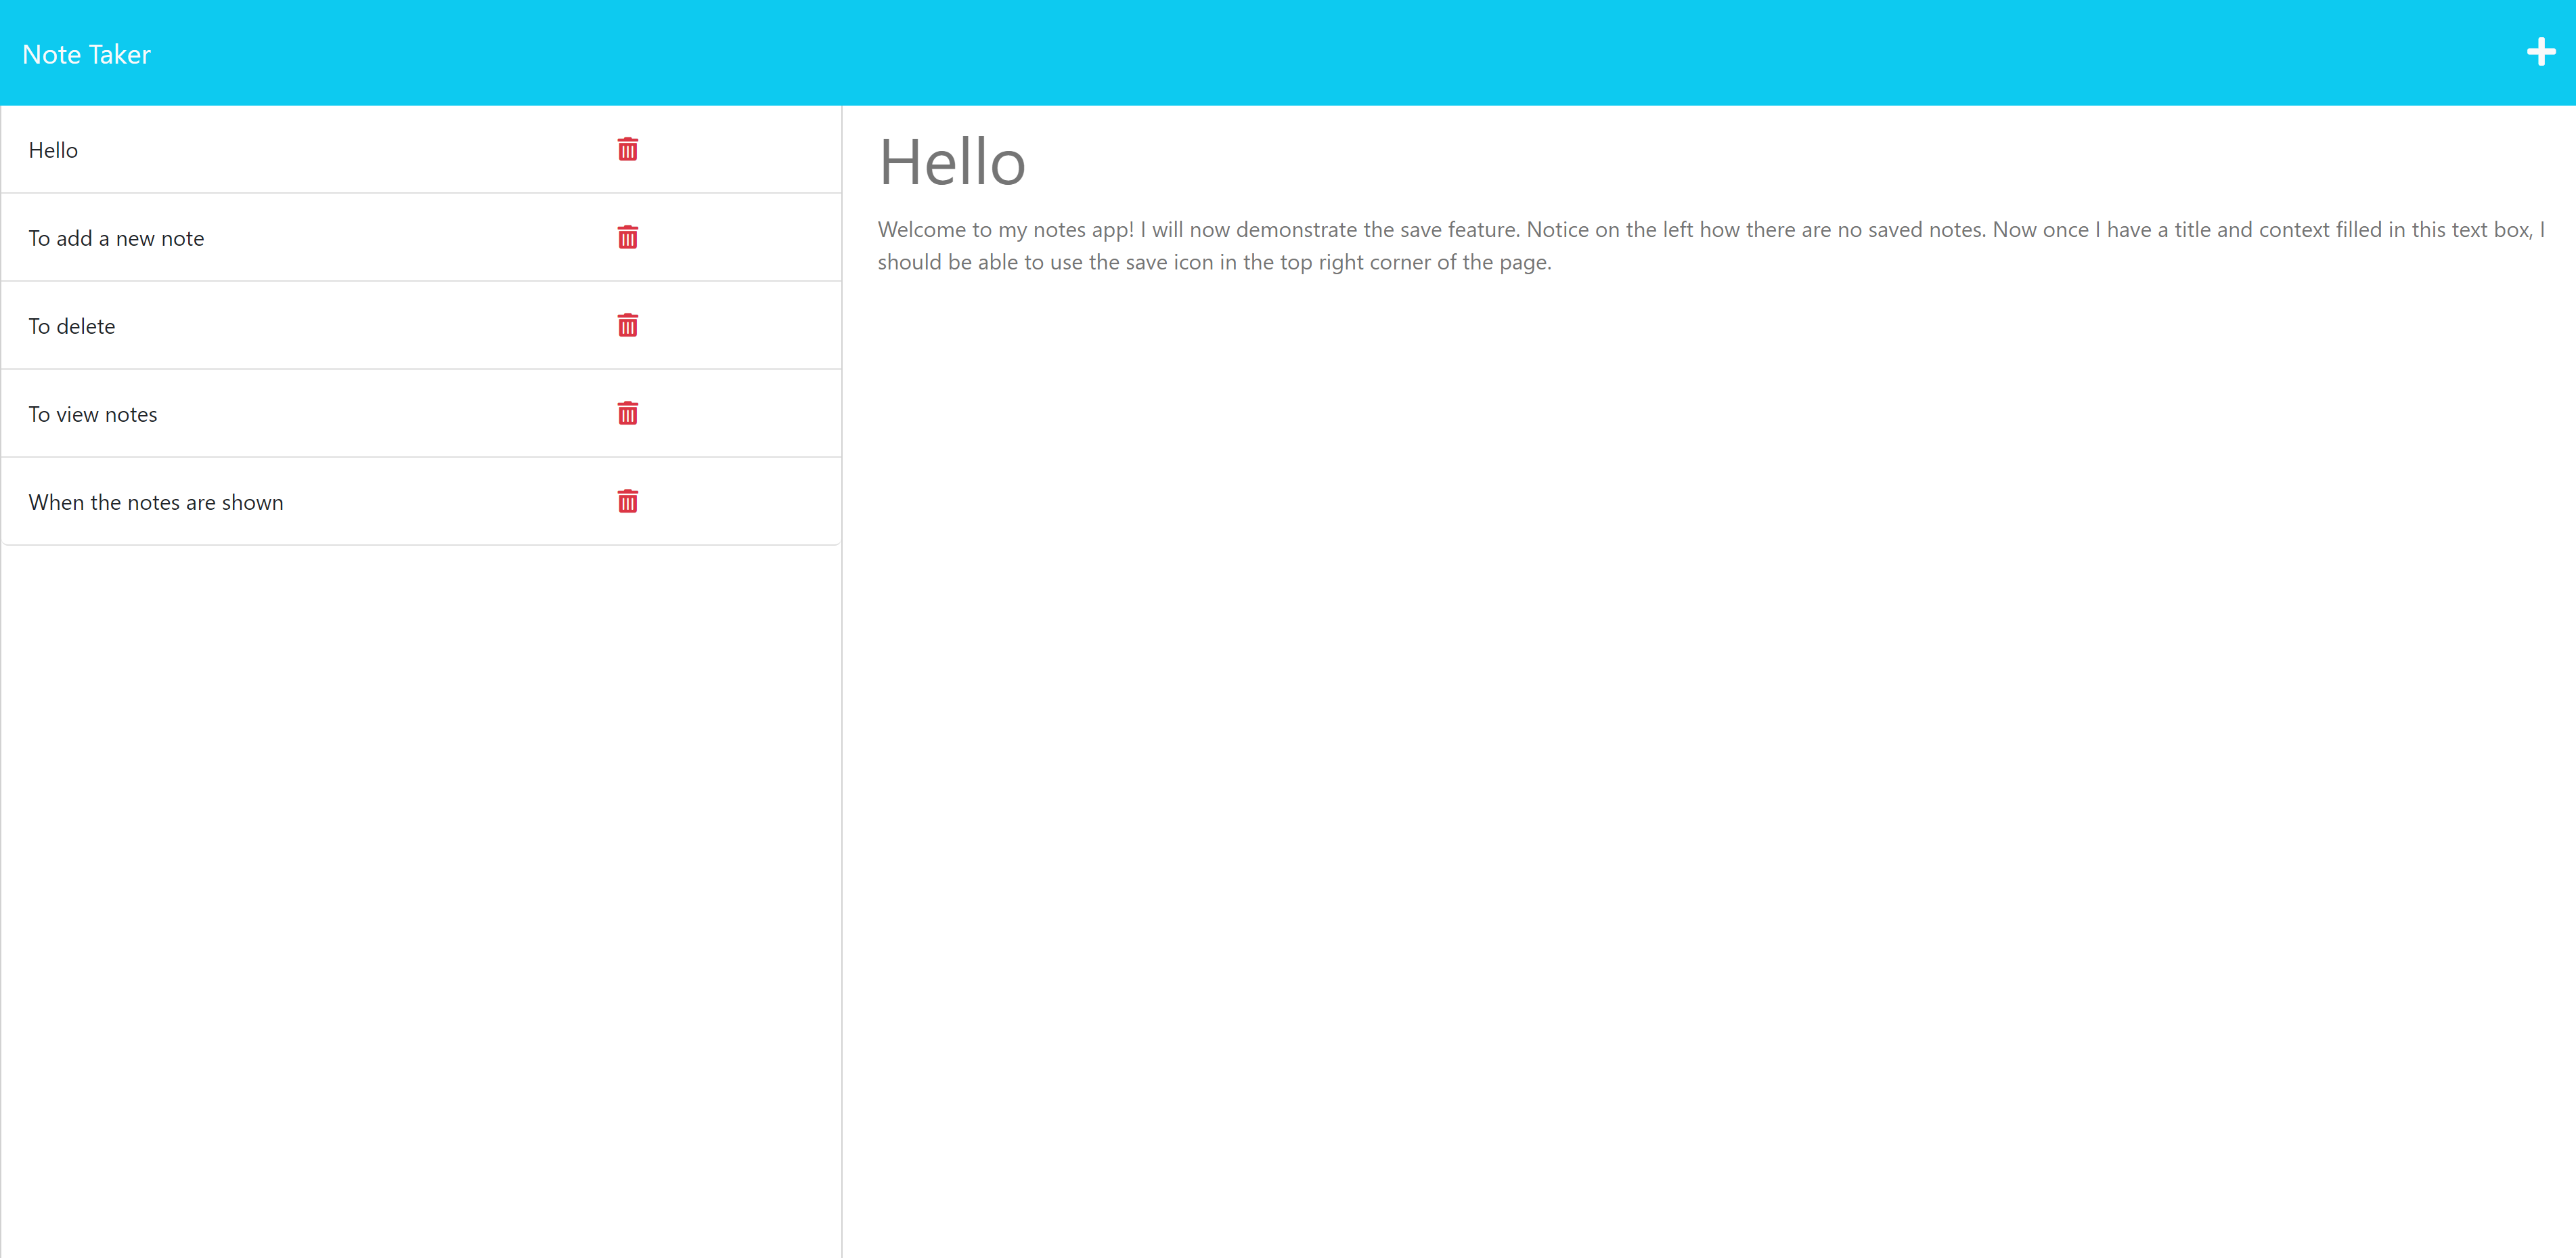 Note Taker
Hello
To add a new note
To delete
To view notes
When the notes are shown
Hello
Welcome to my notes app! I will now demonstrate the save feature. Notice on the left how there are no saved notes. Now once I have a title and context filled in this text box, I
should be able to use the save icon in the top right corner of the page.